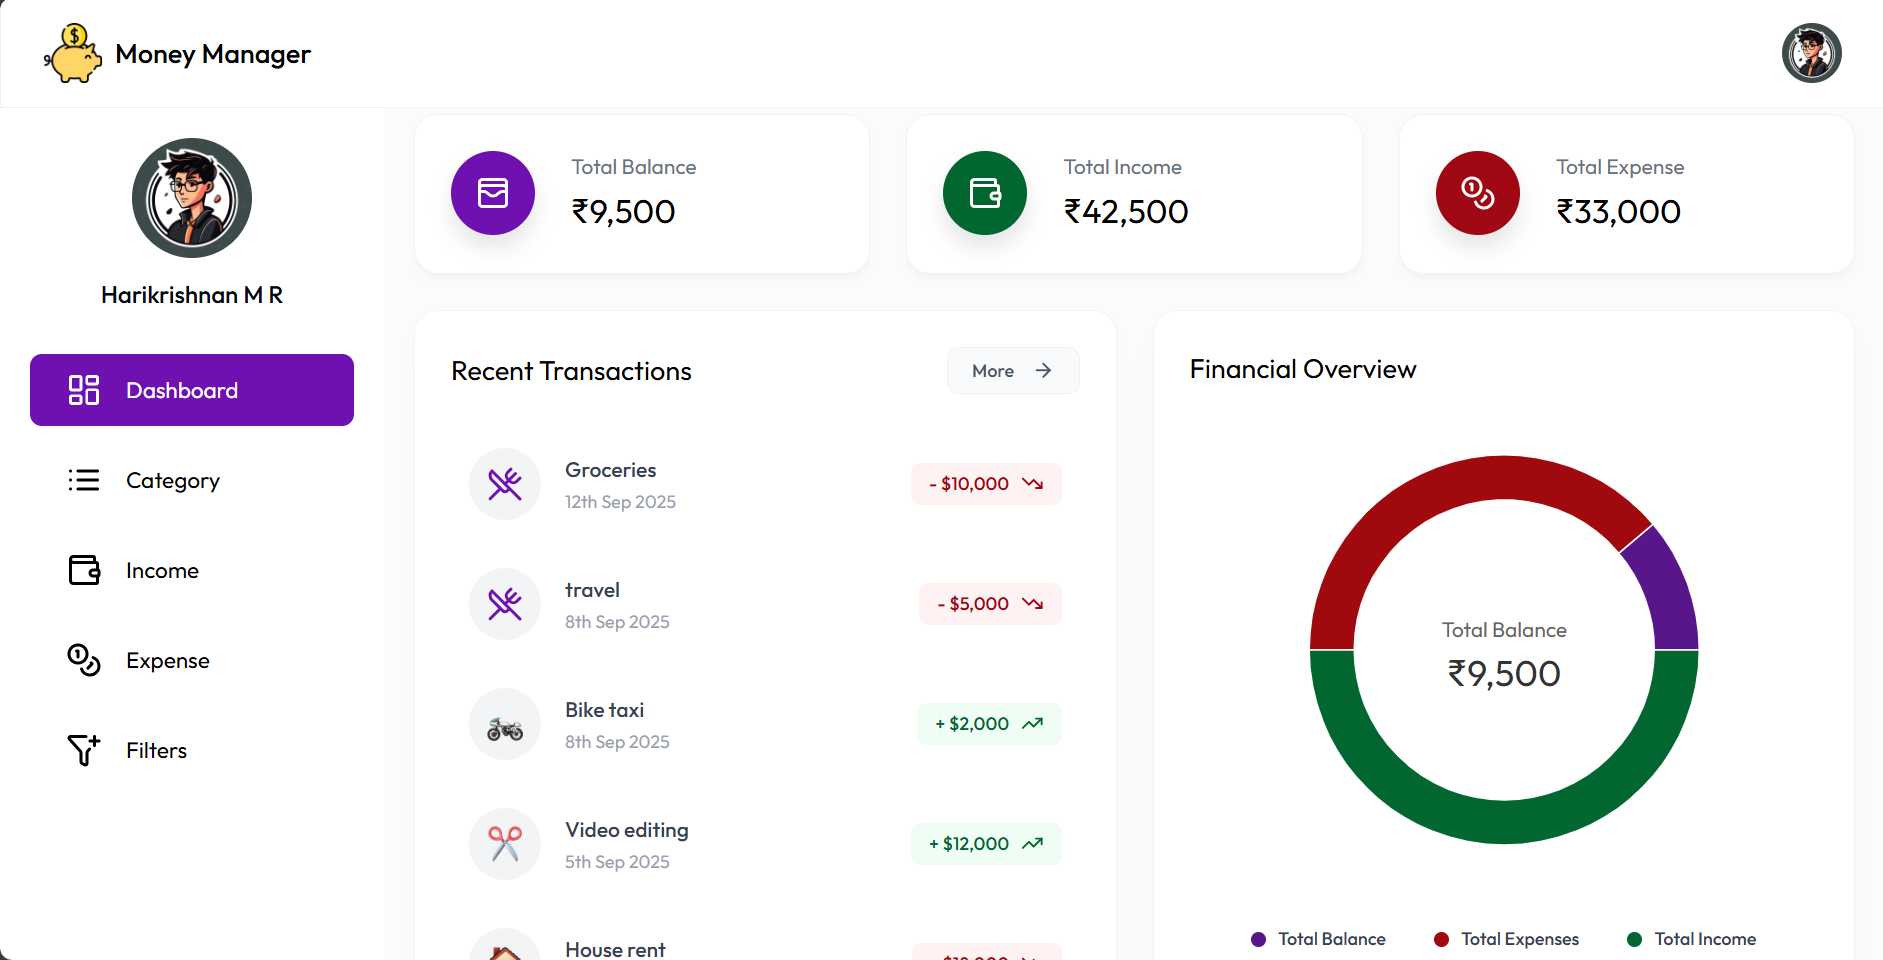 Money Manager
Harikrishnan M R
Dashboard
Category
Income
Expense
Filters
Total Balance
₹9,500
Total Income
₹42,500
Total Expense
₹33,000
Recent Transactions
More
Groceries
12th Sep 2025
- $10,000
travel
8th Sep 2025
- $5,000
Bike taxi
8th Sep 2025
+ $2,000
Video editing
5th Sep 2025
+ $12,000
House rent
Financial Overview
Total Balance
₹9,500
Total Balance
Total Expenses
Total Income